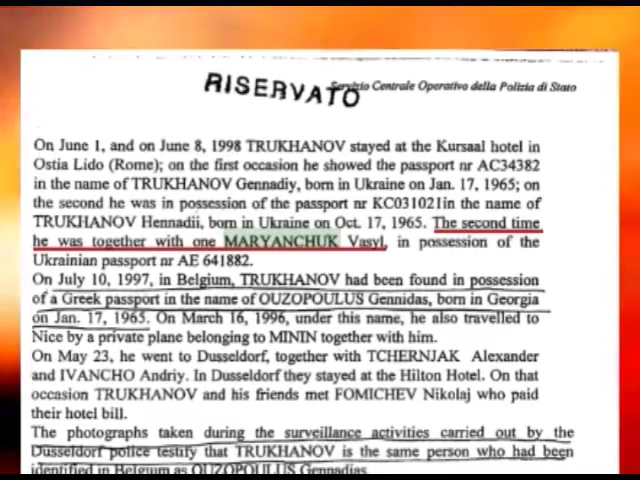 RISERVATO
Servizio Centrale Operativo della Polizia di Stato
On June 1, and on June 8, 1998 TRUKHANOV stayed at the Kursaal hotel in
Ostia Lido (Rome); on the first occasion he showed the passport nr AC34382
in the name of TRUKHANOV Gennadiy, born in Ukraine on Jan. 17, 1965; on
the second he was in possession of the passport nr KC031021in the name of
TRUKHANOV Hennadii, born in Ukraine on Oct. 17, 1965. The second time
he was together with one MARYANCHUK Vasyl, in possession of the
Ukrainian passport nr AE 641882.
On July 10, 1997, in Belgium, TRUKHANOV had been found in possession
of a Greek passport in the name of OUZOPOULUS Gennidas, born in Georgia
on Jan. 17, 1965. On March 16, 1996, under this name, he also travelled to
Nice by a private plane belonging to MININ together with him.
On May 23, he went to Dusseldorf, together with TCHERNJAK Alexander
and IVANCHO Andriy. In Dusseldorf they stayed at the Hilton Hotel. On that
occasion TRUKHANOV and his friends met FOMICHEV Nikolaj who paid
their hotel bill.
The photographs taken during the surveillance activities carried out by the
Dusseldorf police testify that TRUKHANOV is the same person who had been
identified in Belgium as OUZOPOULUS Gennadias.